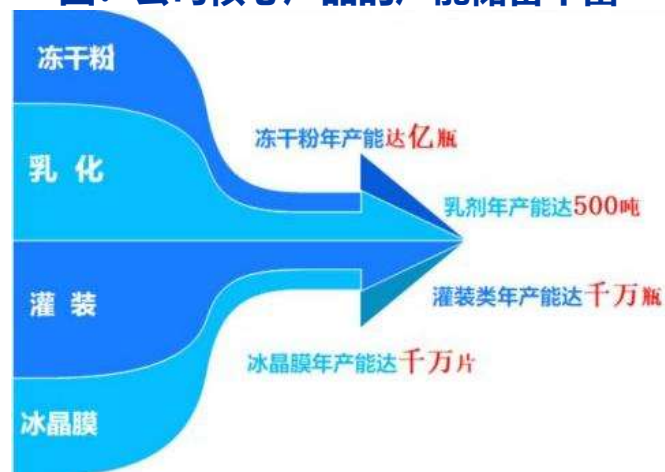 冻干粉
乳 化
灌 装
冰晶膜
冻干粉年产能达亿瓶
乳剂年产能达500吨
灌装类年产能达千万瓶
冰晶膜年产能达千万片